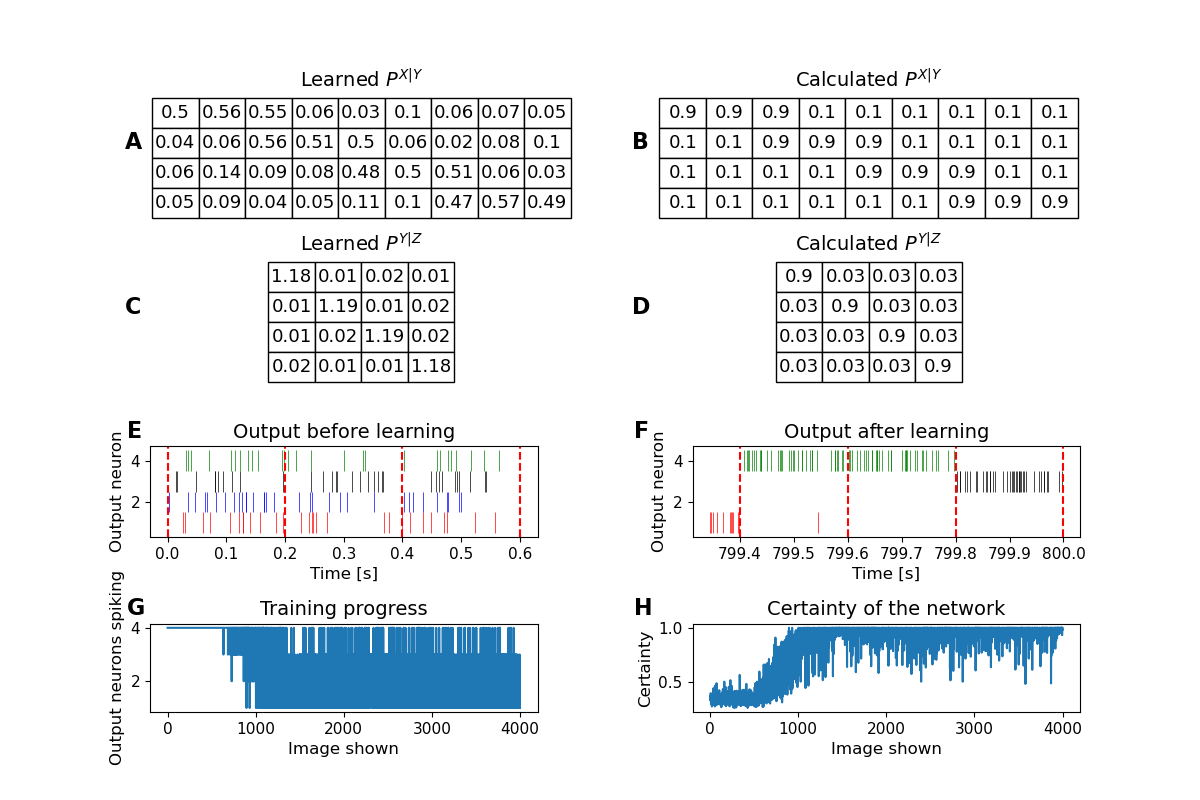 Learned P^{X|Y}
A
0.5 0.56 0.55 0.06 0.03 0.1 0.06 0.07 0.05
0.04 0.06 0.56 0.51 0.5 0.06 0.02 0.08 0.1
0.06 0.14 0.09 0.08 0.48 0.5 0.51 0.06 0.03
0.05 0.09 0.04 0.05 0.11 0.1 0.47 0.57 0.49
Calculated P^{X|Y}
B
0.9 0.9 0.9 0.1 0.1 0.1 0.1 0.1 0.1
0.1 0.1 0.9 0.9 0.9 0.1 0.1 0.1 0.1
0.1 0.1 0.1 0.1 0.9 0.9 0.9 0.1 0.1
0.1 0.1 0.1 0.1 0.1 0.1 0.9 0.9 0.9
Learned P^{Y|Z}
C
1.18 0.01 0.02 0.01
0.01 1.19 0.01 0.02
0.01 0.02 1.19 0.02
0.02 0.01 0.01 1.18
Calculated P^{Y|Z}
D
0.9 0.03 0.03 0.03
0.03 0.9 0.03 0.03
0.03 0.03 0.9 0.03
0.03 0.03 0.03 0.9
E
Output before learning
Output neuron
4
2
0.0 0.1 0.2 0.3 0.4 0.5 0.6
Time [s]
F
Output after learning
Output neuron
4
2
799.4 799.5 799.6 799.7 799.8 799.9 800.0
Time [s]
G
Training progress
Output neurons spiking
4
2
0 1000 2000 3000 4000
Image shown
H
Certainty of the network
Certainty
1.0
0.5
0 1000 2000 3000 4000
Image shown